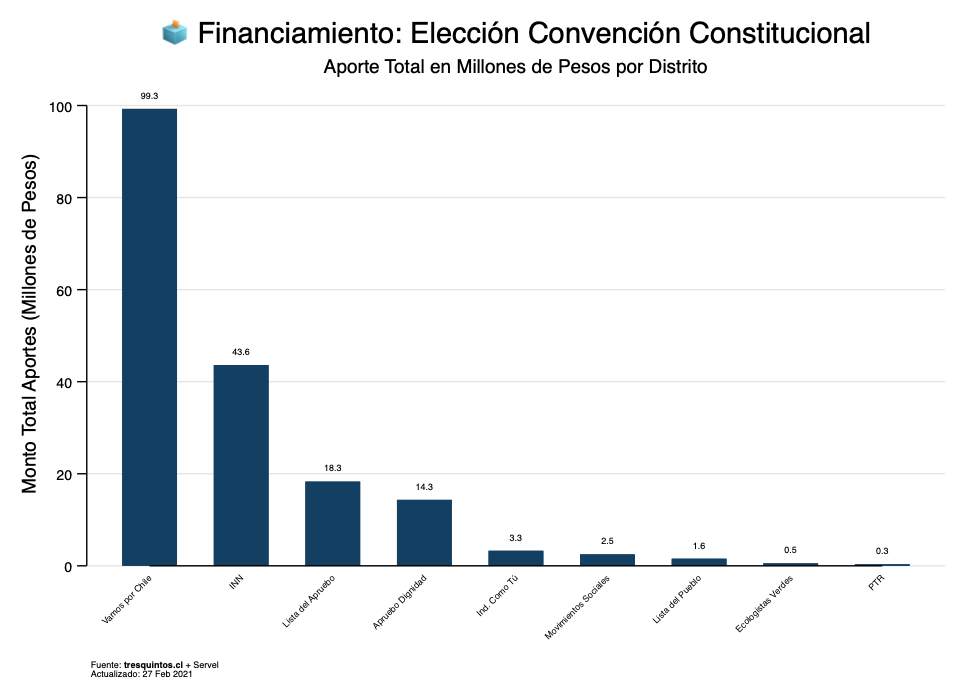 Financiamiento: Elección Convención Constitucional
Aporte Total en Millones de Pesos por Distrito
Monto Total Aportes (Millones de Pesos)
100
80
60
40
20
0
99.3
43.6
18.3
14.3
3.3
2.5
1.6
0.5
0.3
Vamos por Chile
INN
Lista del Apruebo
Apruebo Dignidad
Ind. Como Tú
Movimientos Sociales
Lista del Pueblo
Ecologistas Verdes
PTR
Fuente: tresquintos.cl + Servel
Actualizado: 27 Feb 2021